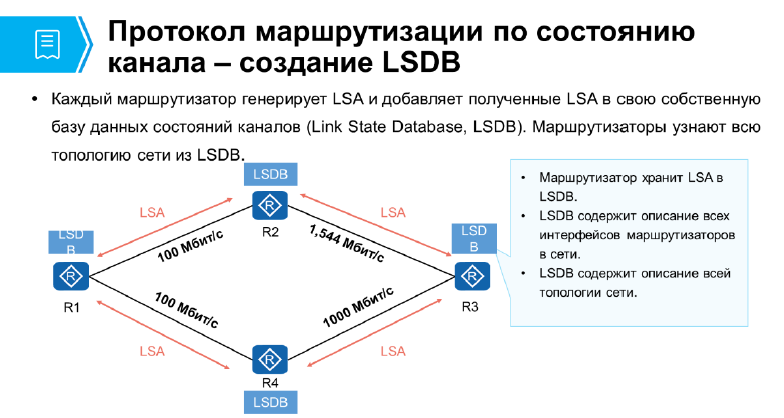 Протокол маршрутизации по состоянию
канала – создание LSDB
• Каждый маршрутизатор генерирует LSA и добавляет полученные LSA в свою собственную
базу данных состояний каналов (Link State Database, LSDB). Маршрутизаторы узнают всю
топологию сети из LSDB.
LSDB
LSA
R
LSA
R2
LSD
B
100 Мбит/с
1,544 Мбит/с
LSD
B
R
R1
R
R3
100 Мбит/с
1000 Мбит/с
LSA
R
LSA
R4
LSDB
• Маршрутизатор хранит LSA в
LSDB.
• LSDB содержит описание всех
интерфейсов маршрутизаторов
в сети.
• LSDB содержит описание всей
топологии сети.